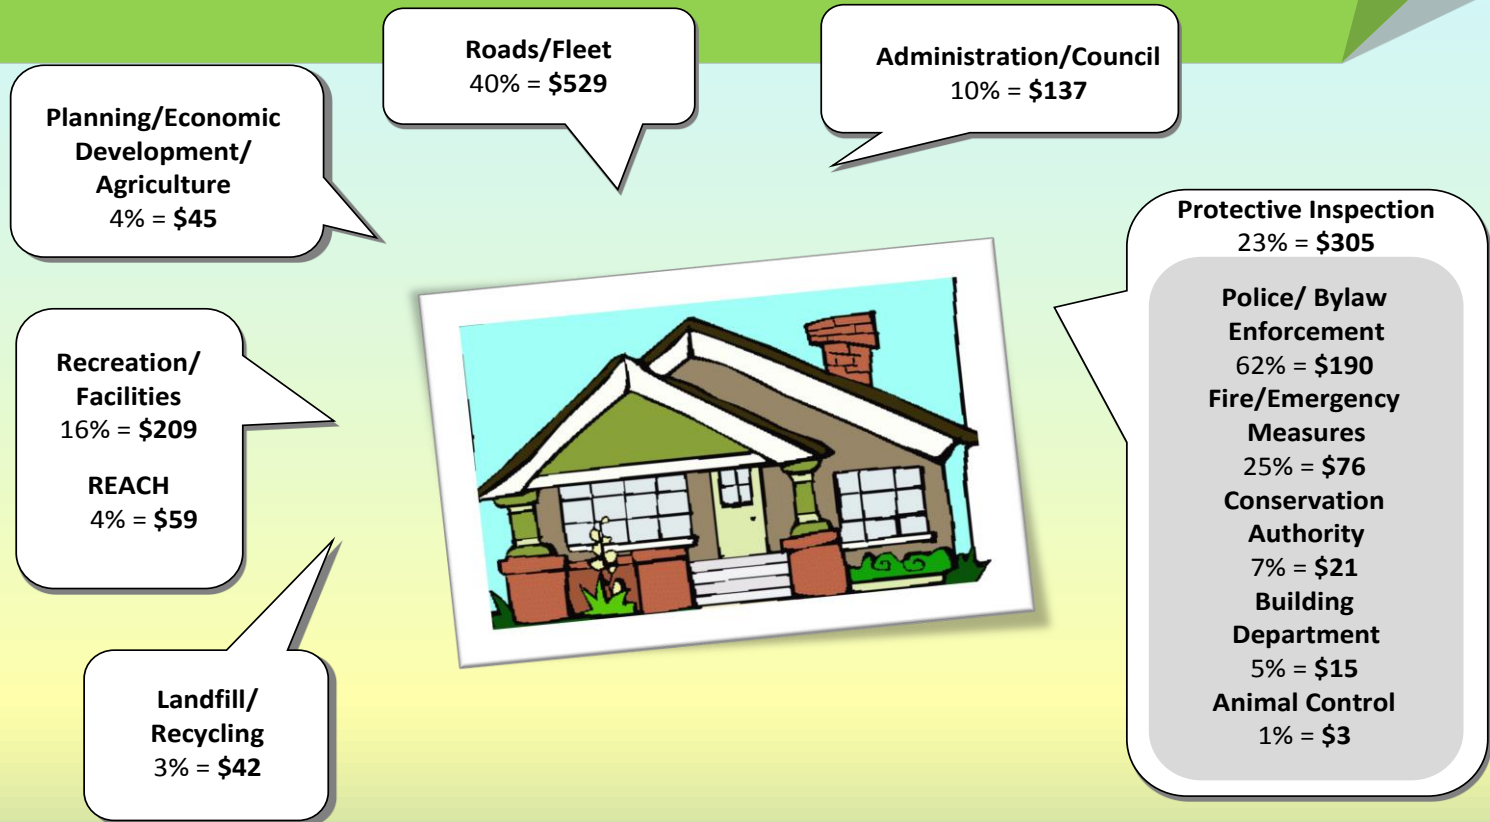 Roads/Fleet
40% = $529
Administration/Council
10% = $137
Planning/Economic
Development/
Agriculture
4% = $45
Protective Inspection
23% = $305
Police/ Bylaw
Enforcement
62% = $190
Fire/Emergency
Measures
25% = $76
Conservation
Authority
7% = $21
Building
Department
5% = $15
Animal Control
1% = $3
Recreation/
Facilities
16% = $209
REACH
4% = $59
Landfill/
Recycling
3% = $42